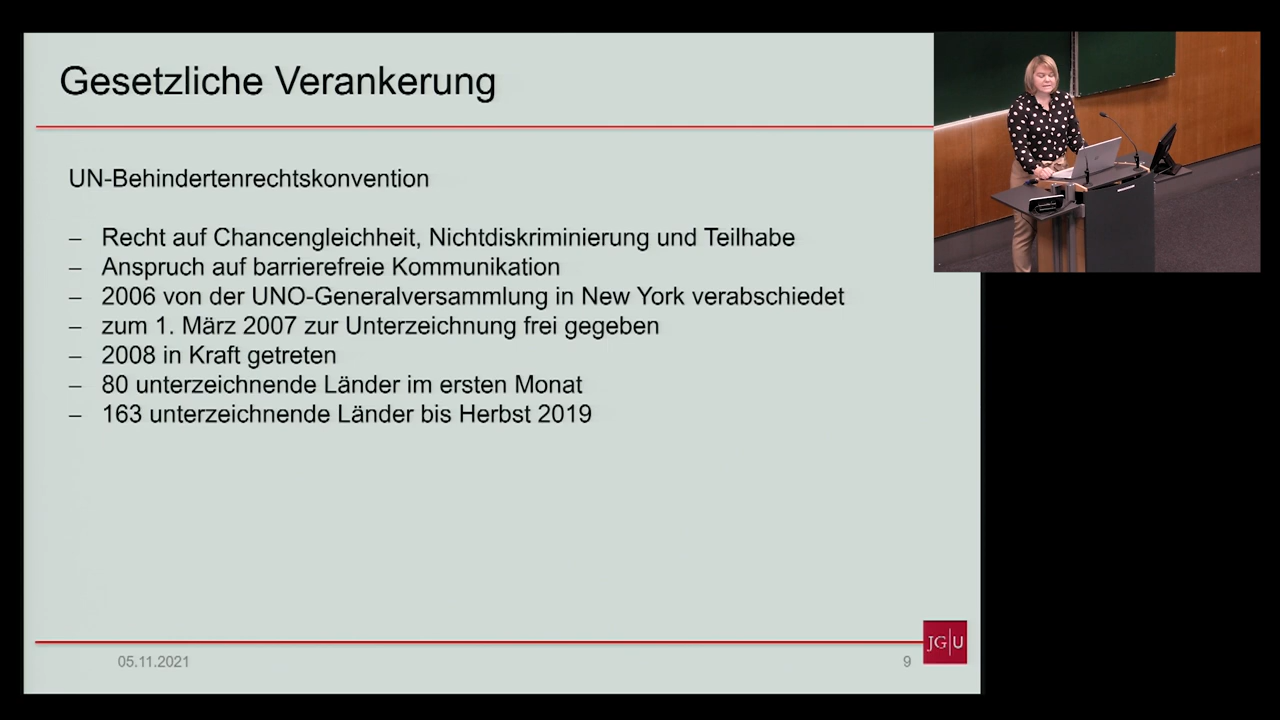 Gesetzliche Verankerung
UN-Behindertenrechtskonvention
– Recht auf Chancengleichheit, Nichtdiskriminierung und Teilhabe
– Anspruch auf barrierefreie Kommunikation
– 2006 von der UNO-Generalversammlung in New York verabschiedet
– zum 1. März 2007 zur Unterzeichnung frei gegeben
– 2008 in Kraft getreten
– 80 unterzeichnende Länder im ersten Monat
– 163 unterzeichnende Länder bis Herbst 2019
05.11.2021
9
JG|U